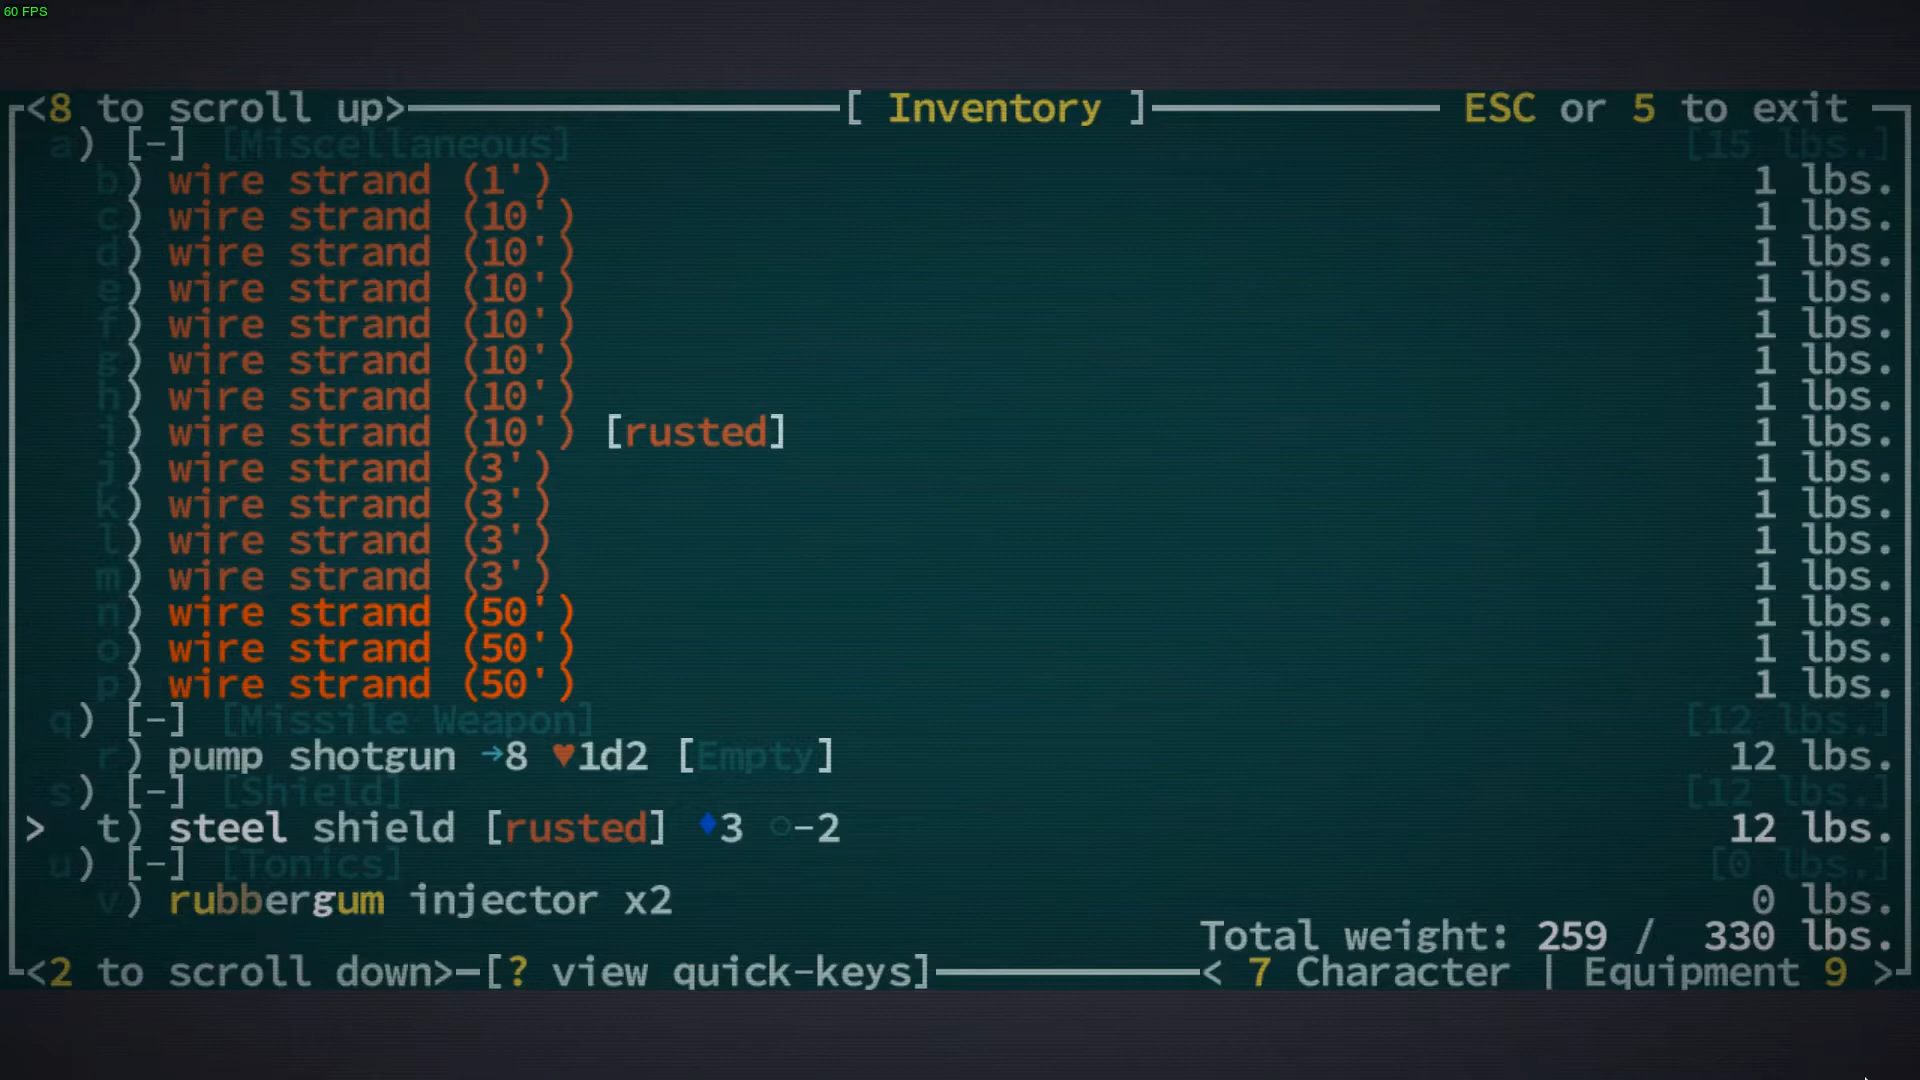 60 FPS
<8 to scroll up> [ Inventory ] ESC or 5 to exit
a) [-] [Miscellaneous] [15 lbs.]
b) wire strand (1') 1 lbs.
c) wire strand (10') 1 lbs.
d) wire strand (10') 1 lbs.
e) wire strand (10') 1 lbs.
f) wire strand (10') 1 lbs.
g) wire strand (10') 1 lbs.
h) wire strand (10') 1 lbs.
i) wire strand (10') [rusted] 1 lbs.
j) wire strand (3') 1 lbs.
k) wire strand (3') 1 lbs.
l) wire strand (3') 1 lbs.
m) wire strand (3') 1 lbs.
n) wire strand (50') 1 lbs.
o) wire strand (50') 1 lbs.
p) wire strand (50') 1 lbs.
q) [-] [Missile Weapon] [12 lbs.]
r) pump shotgun →8 ♥1d2 [Empty] 12 lbs.
s) [-] [Shield] [12 lbs.]
> t) steel shield [rusted] ♦3 ○-2 12 lbs.
u) [-] [Tonics] [0 lbs.]
v) rubbergum injector x2 0 lbs.
Total weight: 259 / 330 lbs.
<2 to scroll down> [? view quick-keys] < 7 Character | Equipment 9 >